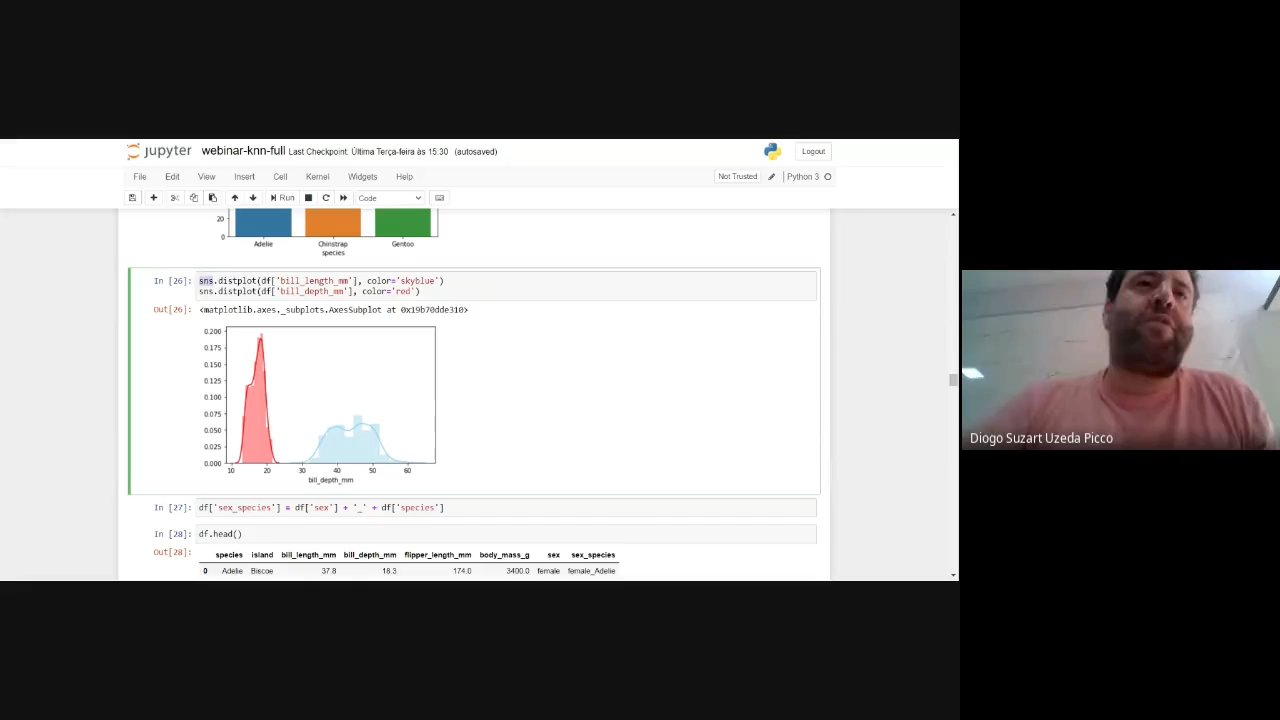 jupyter webinar-knn-full Last Checkpoint: Última Terça-feira às 15:30 (autosaved)
Logout
File Edit View Insert Cell Kernel Widgets Help
Not Trusted Python 3
Run Code
20
0
Adelie Chinstrap Gentoo
species
In [26] sns.distplot(df['bill_length_mm'], color='skyblue')
sns.distplot(df['bill_depth_mm'], color='red')
Out[26]: <matplotlib.axes._subplots.AxesSubplot at 0x19b70dde310>
0.200
0.175
0.150
0.125
0.100
0.075
0.050
0.025
0.000
10 20 30 40 50 60
bill_depth_mm
In [27] df['sex_species'] = df['sex'] + '_' + df['species']
In [28] df.head()
Out[28]:
species island bill_length_mm bill_depth_mm flipper_length_mm body_mass_g sex sex_species
0 Adelie Biscoe 37.8 18.3 174.0 3400.0 female female_Adelie
Diogo Suzart Uzeda Picco